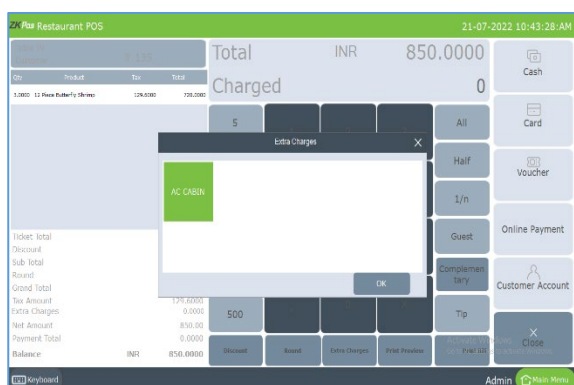 ZKPos Restaurant POS
21-07-2022 10:43:28:AM
Total INR 850.0000
Charged 0
Qty Product Tax Total
3.0000 12 Piece Butterfly Shrimp 129.6000 720.0000
Cash
Card
Voucher
Online Payment
Customer Account
Close
5
All
Half
1/n
Guest
Complemen
tary
Tip
Extra Charges X
AC CABIN
OK
Ticket Total
Discount
Sub Total
Round
Grand Total
Tax Amount 129.6000
Extra Charges 0.0000
Net Amount 850.00
Payment Total 0.0000
Balance INR 850.0000
500
Discount Round Extra Charges Print Preview
Keyboard
Admin Main Menu